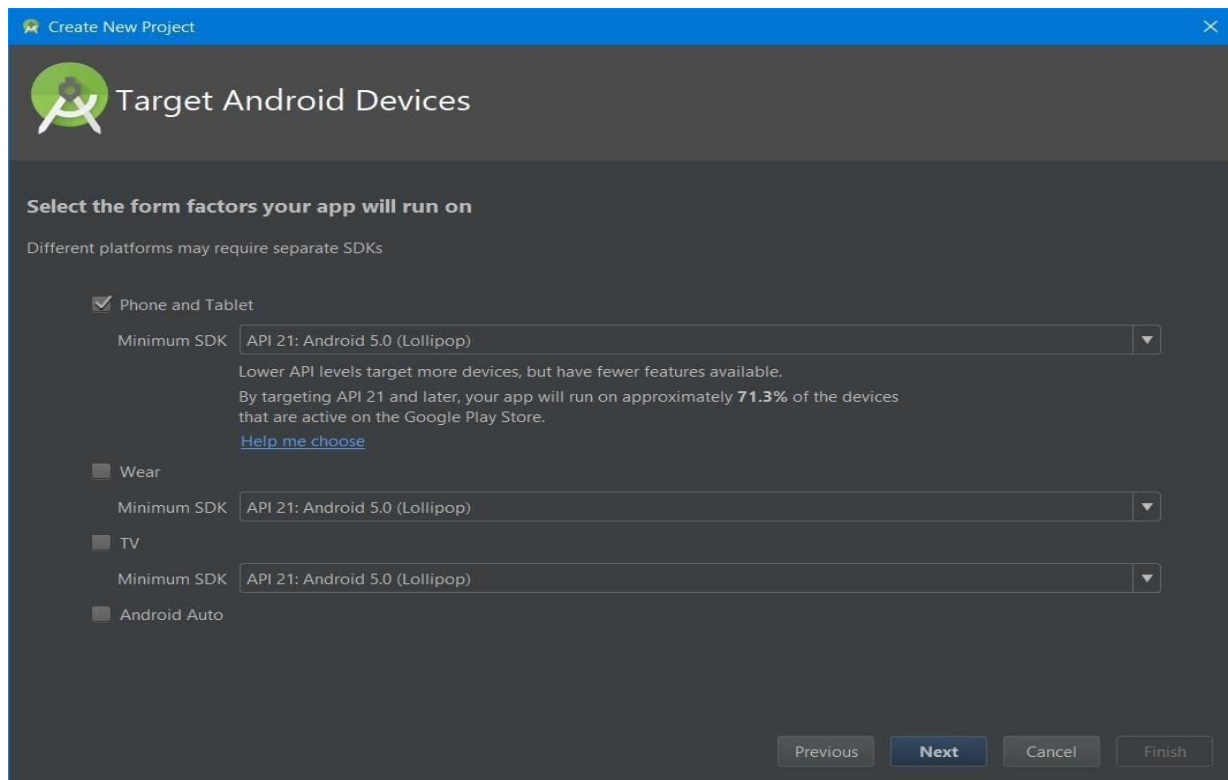 Create New Project
Target Android Devices
Select the form factors your app will run on
Different platforms may require separate SDKs
Phone and Tablet
Minimum SDK API 21: Android 5.0 (Lollipop)
Lower API levels target more devices, but have fewer features available.
By targeting API 21 and later, your app will run on approximately 71.3% of the devices
that are active on the Google Play Store.
Help me choose
Wear
Minimum SDK API 21: Android 5.0 (Lollipop)
TV
Minimum SDK API 21: Android 5.0 (Lollipop)
Android Auto
Previous Next Cancel Finish